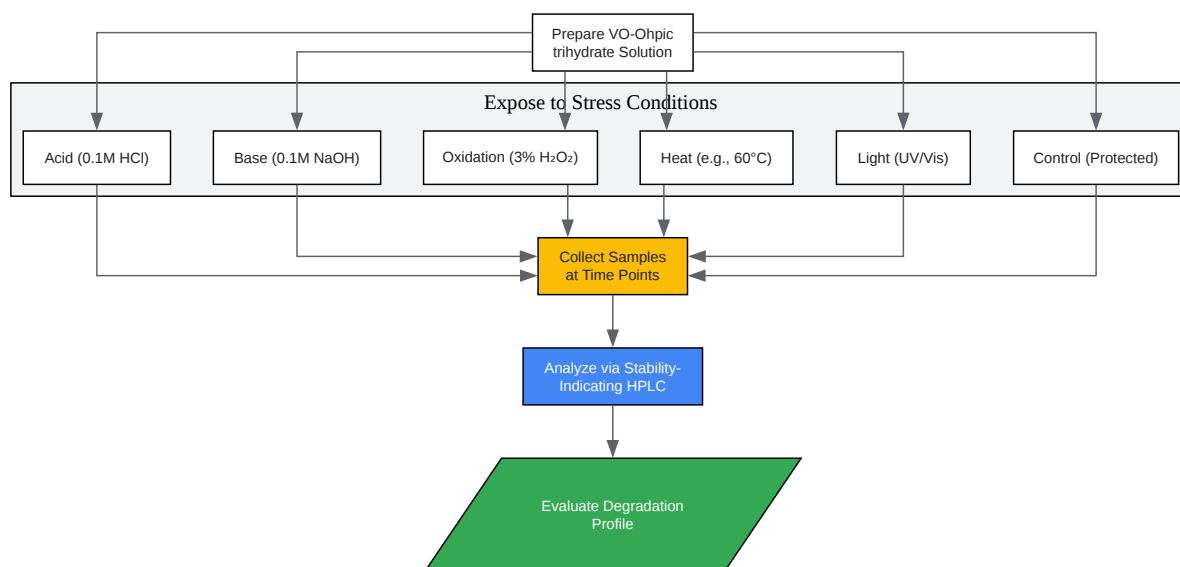 Prepare VO-Ohpic
trihydrate Solution
Expose to Stress Conditions
Acid (0.1M HCl)
Base (0.1M NaOH)
Oxidation (3% H₂O₂)
Heat (e.g., 60°C)
Light (UV/Vis)
Control (Protected)
Collect Samples
at Time Points
Analyze via Stability-
Indicating HPLC
Evaluate Degradation
Profile